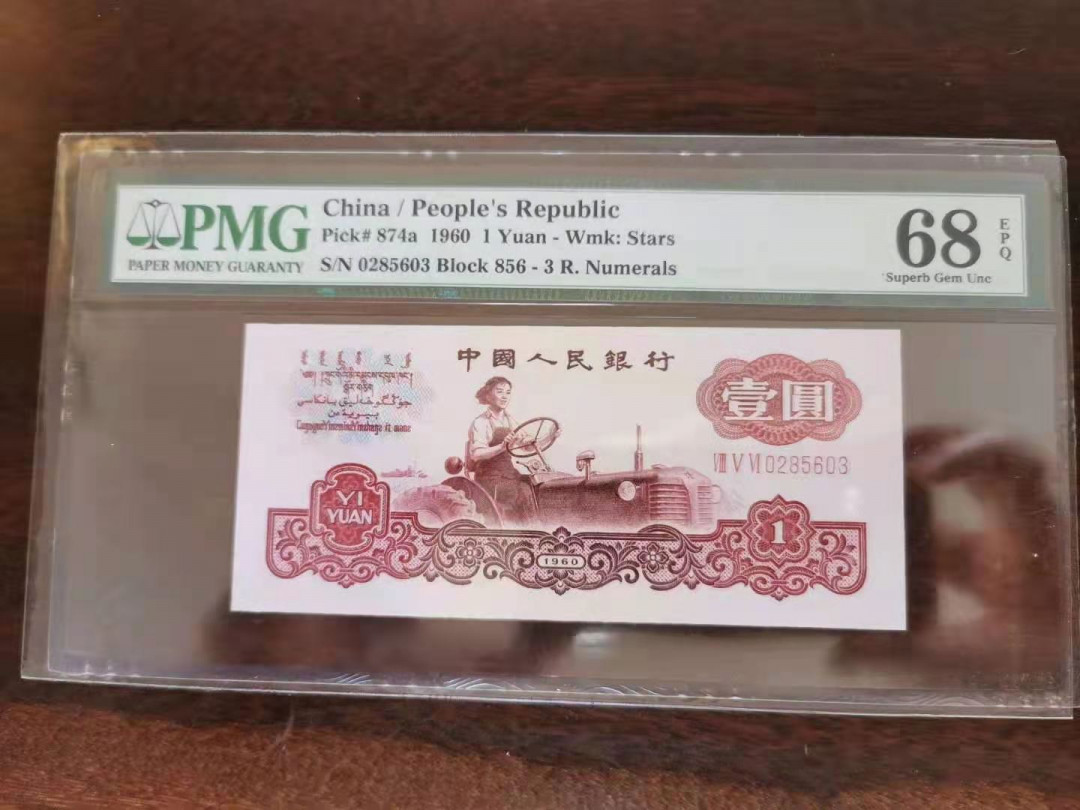 PMG
PAPER MONEY GUARANTY
China / People's Republic
Pick# 874a 1960 1 Yuan - Wmk: Stars
S/N 0285603 Block 856 - 3 R. Numerals
68
EPQ
Superb Gem Unc
中國人民銀行
壹圓
VIII V VI 0285603
YI
YUAN
1
1960